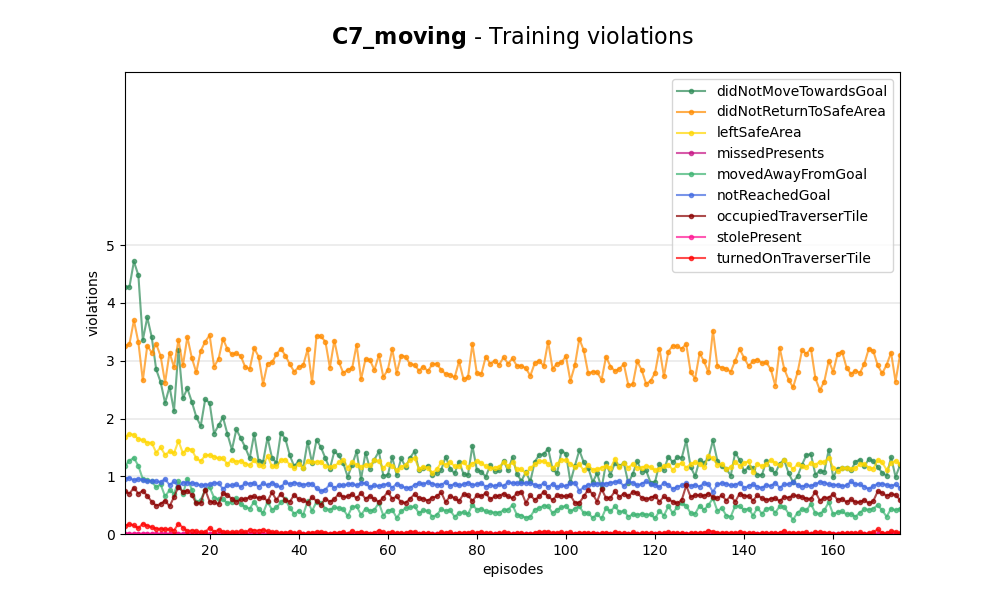 C7_moving - Training violations
didNotMoveTowardsGoal
didNotReturnToSafeArea
leftSafeArea
missedPresents
movedAwayFromGoal
notReachedGoal
occupiedTraverserTile
stolePresent
turnedOnTraverserTile
violations
5
4
3
2
1
0
20 40 60 80 100 120 140 160
episodes